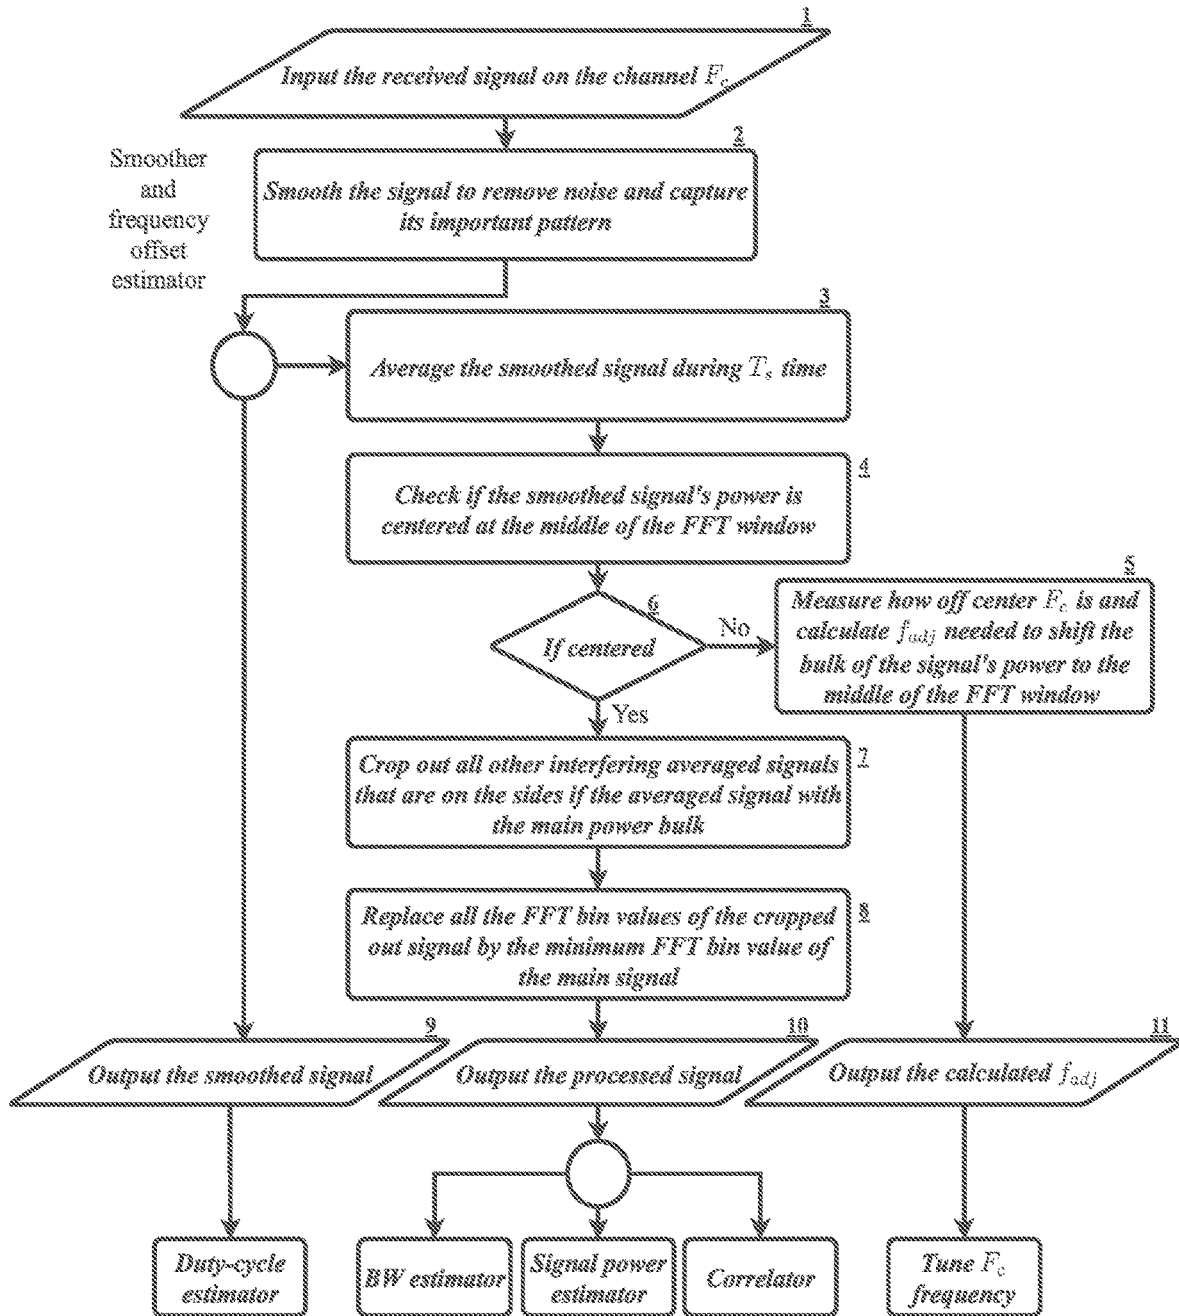 1
Input the received signal on the channel F_c
2
Smoother
and
frequency
offset
estimator
Smooth the signal to remove noise and capture
its important pattern
3
Average the smoothed signal during T_s time
4
Check if the smoothed signal's power is
centered at the middle of the FFT window
5
Measure how off center F_c is and
calculate f_adj needed to shift the
bulk of the signal's power to the
middle of the FFT window
6
If centered
No
Yes
7
Crop out all other interfering averaged signals
that are on the sides if the averaged signal with
the main power bulk
8
Replace all the FFT bin values of the cropped
out signal by the minimum FFT bin value of
the main signal
9
Output the smoothed signal
10
Output the processed signal
11
Output the calculated f_adj
Duty-cycle
estimator
BW estimator
Signal power
estimator
Correlator
Tune F_c
frequency